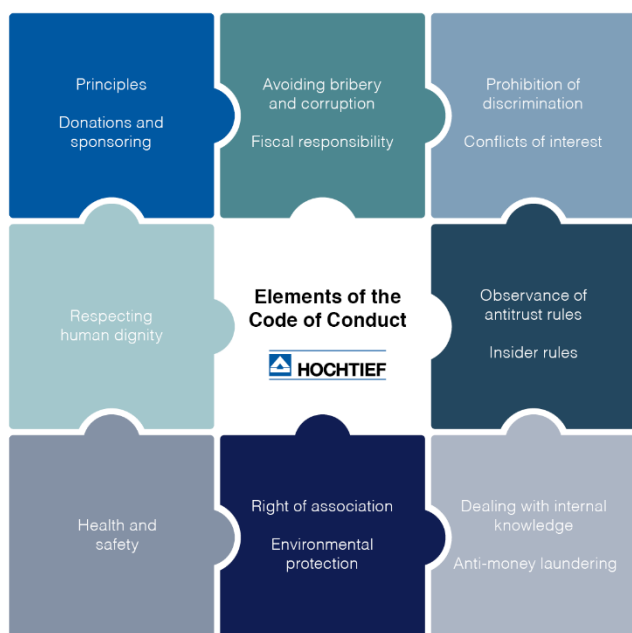 Principles
Donations and
sponsoring
Avoiding bribery
and corruption
Fiscal responsibility
Prohibition of
discrimination
Conflicts of interest
Respecting
human dignity
Elements of the
Code of Conduct
HOCHTIEF
Observance of
antitrust rules
Insider rules
Health and
safety
Right of association
Environmental
protection
Dealing with internal
knowledge
Anti-money laundering